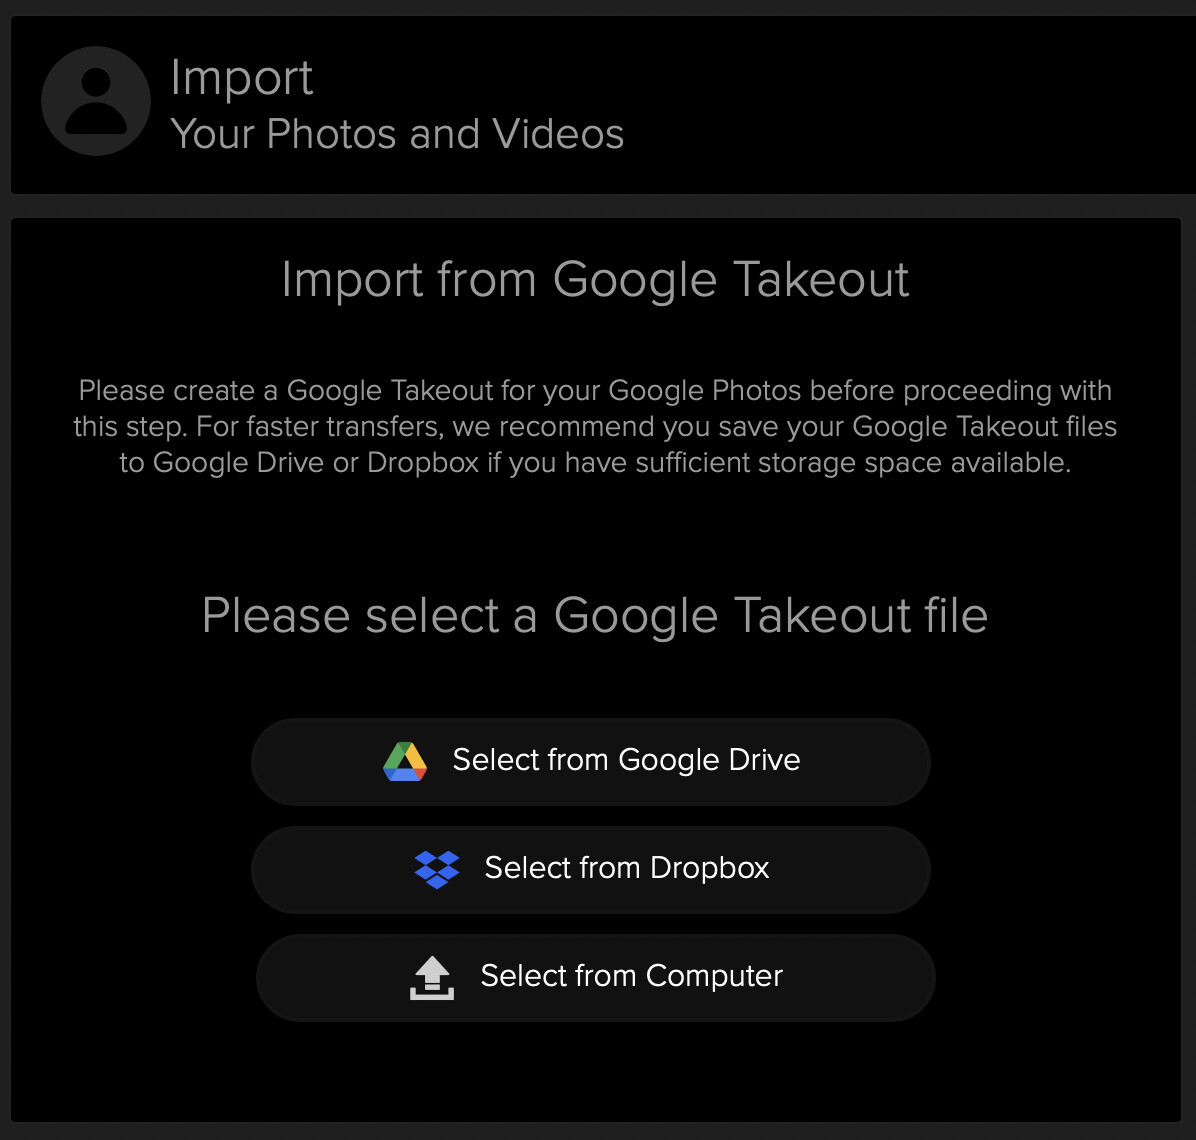 Import
Your Photos and Videos
Import from Google Takeout
Please create a Google Takeout for your Google Photos before proceeding with
this step. For faster transfers, we recommend you save your Google Takeout files
to Google Drive or Dropbox if you have sufficient storage space available.
Please select a Google Takeout file
Select from Google Drive
Select from Dropbox
Select from Computer